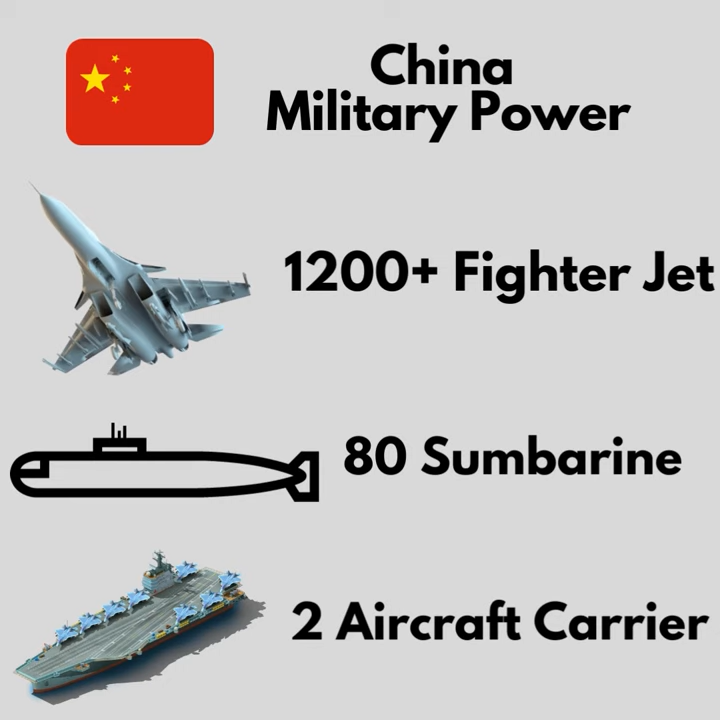 China
Military Power
1200+ Fighter Jet
80 Sumbarine
2 Aircraft Carrier